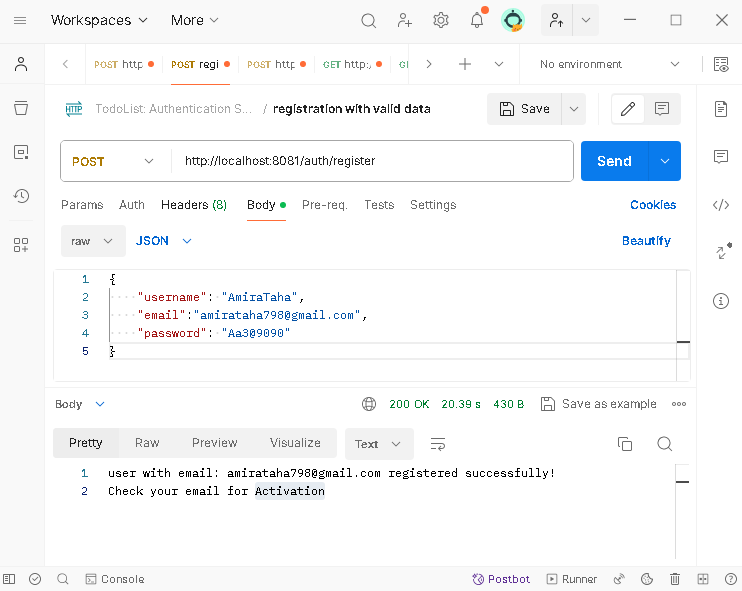 Workspaces More
POST http POST regi POST http GET http:, GI No environment
HTTP TodoList: Authentication S... / registration with valid data Save
POST http://localhost:8081/auth/register Send
Params Auth Headers (8) Body Pre-req. Tests Settings Cookies
raw JSON Beautify
1 {
2 "username": "AmiraTaha",
3 "email":"amirataha798@gmail.com",
4 "password": "Aa3@9090"
5 }
Body 200 OK 20.39 s 430 B Save as example
Pretty Raw Preview Visualize Text
1 user with email: amirataha798@gmail.com registered successfully!
2 Check your email for Activation
Console Postbot Runner